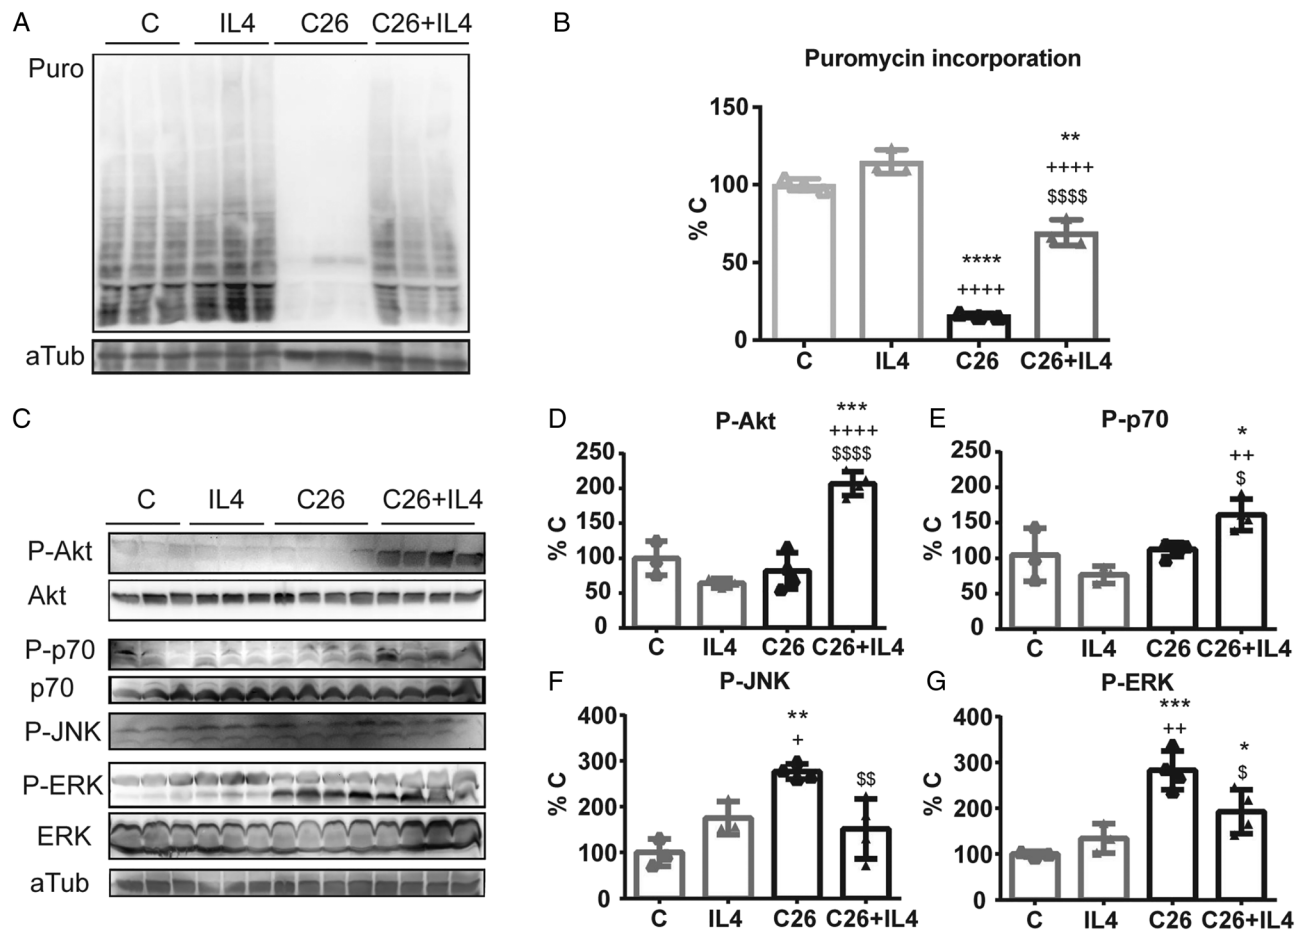 A
C IL4 C26 C26+IL4
Puro
aTub
B
Puromycin incorporation
% C
150
100
50
0
**
++++
$$$$
****
++++
C IL4 C26 C26+IL4
C
C IL4 C26 C26+IL4
P-Akt
Akt
P-p70
p70
P-JNK
P-ERK
ERK
aTub
D
P-Akt
***
++++
$$$$
% C
250
200
150
100
50
0
C IL4 C26 C26+IL4
E
P-p70
*
++
$
% C
250
200
150
100
50
0
C IL4 C26 C26+IL4
F
P-JNK
**
+
$$
% C
400
300
200
100
0
C IL4 C26 C26+IL4
G
P-ERK
***
++
*
$
% C
400
300
200
100
0
C IL4 C26 C26+IL4